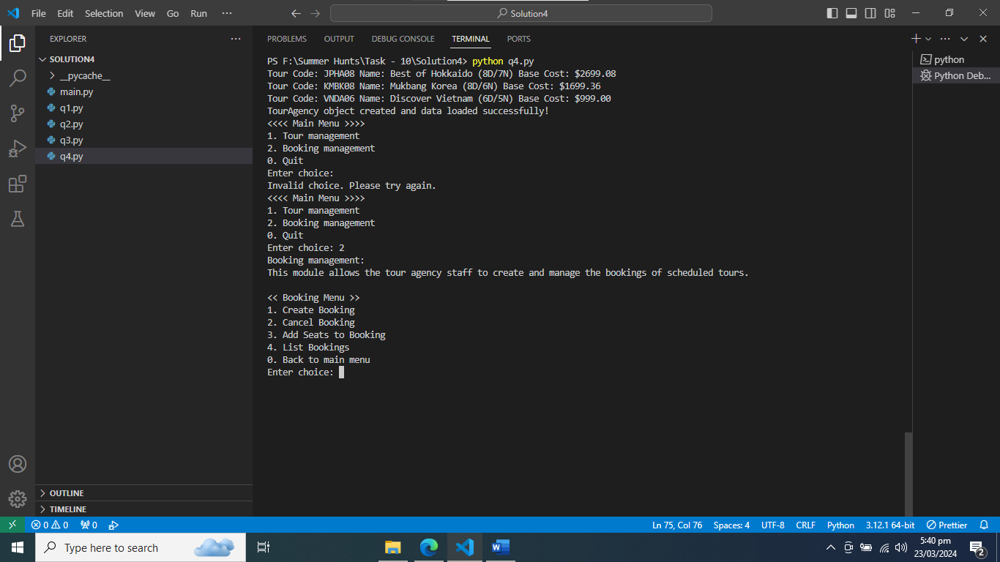 File Edit Selection View Go Run ··· Solution4
EXPLORER ···
SOLUTION4
__pycache__
main.py
q1.py
q2.py
q3.py
q4.py
OUTLINE
TIMELINE
PROBLEMS OUTPUT DEBUG CONSOLE TERMINAL PORTS
PS F:\Summer Hunts\Task - 10\Solution4> python q4.py
Tour Code: JPHA08 Name: Best of Hokkaido (8D/7N) Base Cost: $2699.08
Tour Code: KMBK08 Name: Mukbang Korea (8D/6N) Base Cost: $1699.36
Tour Code: VNDA06 Name: Discover Vietnam (6D/5N) Base Cost: $999.00
TourAgency object created and data loaded successfully!
<<<< Main Menu >>>>
1. Tour management
2. Booking management
0. Quit
Enter choice:
Invalid choice. Please try again.
<<<< Main Menu >>>>
1. Tour management
2. Booking management
0. Quit
Enter choice: 2
Booking management:
This module allows the tour agency staff to create and manage the bookings of scheduled tours.
<< Booking Menu >>
1. Create Booking
2. Cancel Booking
3. Add Seats to Booking
4. List Bookings
0. Back to main menu
Enter choice:
python
Python Deb...
0 0 0 Ln 75, Col 76 Spaces: 4 UTF-8 CRLF Python 3.12.1 64-bit Prettier
Type here to search
5:40 pm
23/03/2024
2